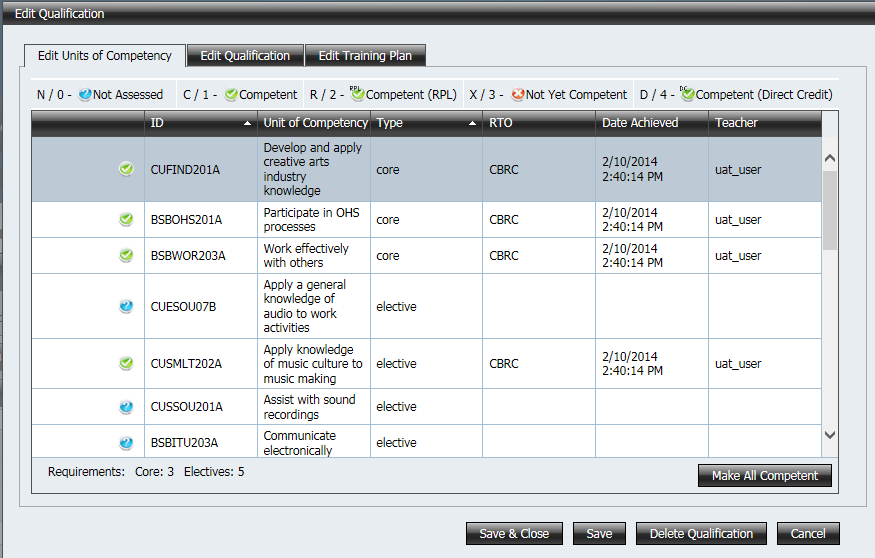 Edit Qualification
Edit Units of Competency Edit Qualification Edit Training Plan
N / 0 - Not Assessed C / 1 - Competent R / 2 - RPL Competent (RPL) X / 3 - Not Yet Competent D / 4 - DC Competent (Direct Credit)
ID Unit of Competency Type RTO Date Achieved Teacher
CUFIND201A
Develop and apply
creative arts
industry
knowledge
core CBRC
2/10/2014
2:40:14 PM
uat_user
BSBOHS201A
Participate in OHS
processes
core CBRC
2/10/2014
2:40:14 PM
uat_user
BSBWOR203A
Work effectively
with others
core CBRC
2/10/2014
2:40:14 PM
uat_user
CUESOU07B
Apply a general
knowledge of
audio to work
activities
elective
CUSMLT202A
Apply knowledge
of music culture to
music making
elective CBRC
2/10/2014
2:40:14 PM
uat_user
CUSSOU201A
Assist with sound
recordings
elective
BSBITU203A
Communicate
electronically
elective
Requirements: Core: 3 Electives: 5
Make All Competent
Save & Close Save Delete Qualification Cancel